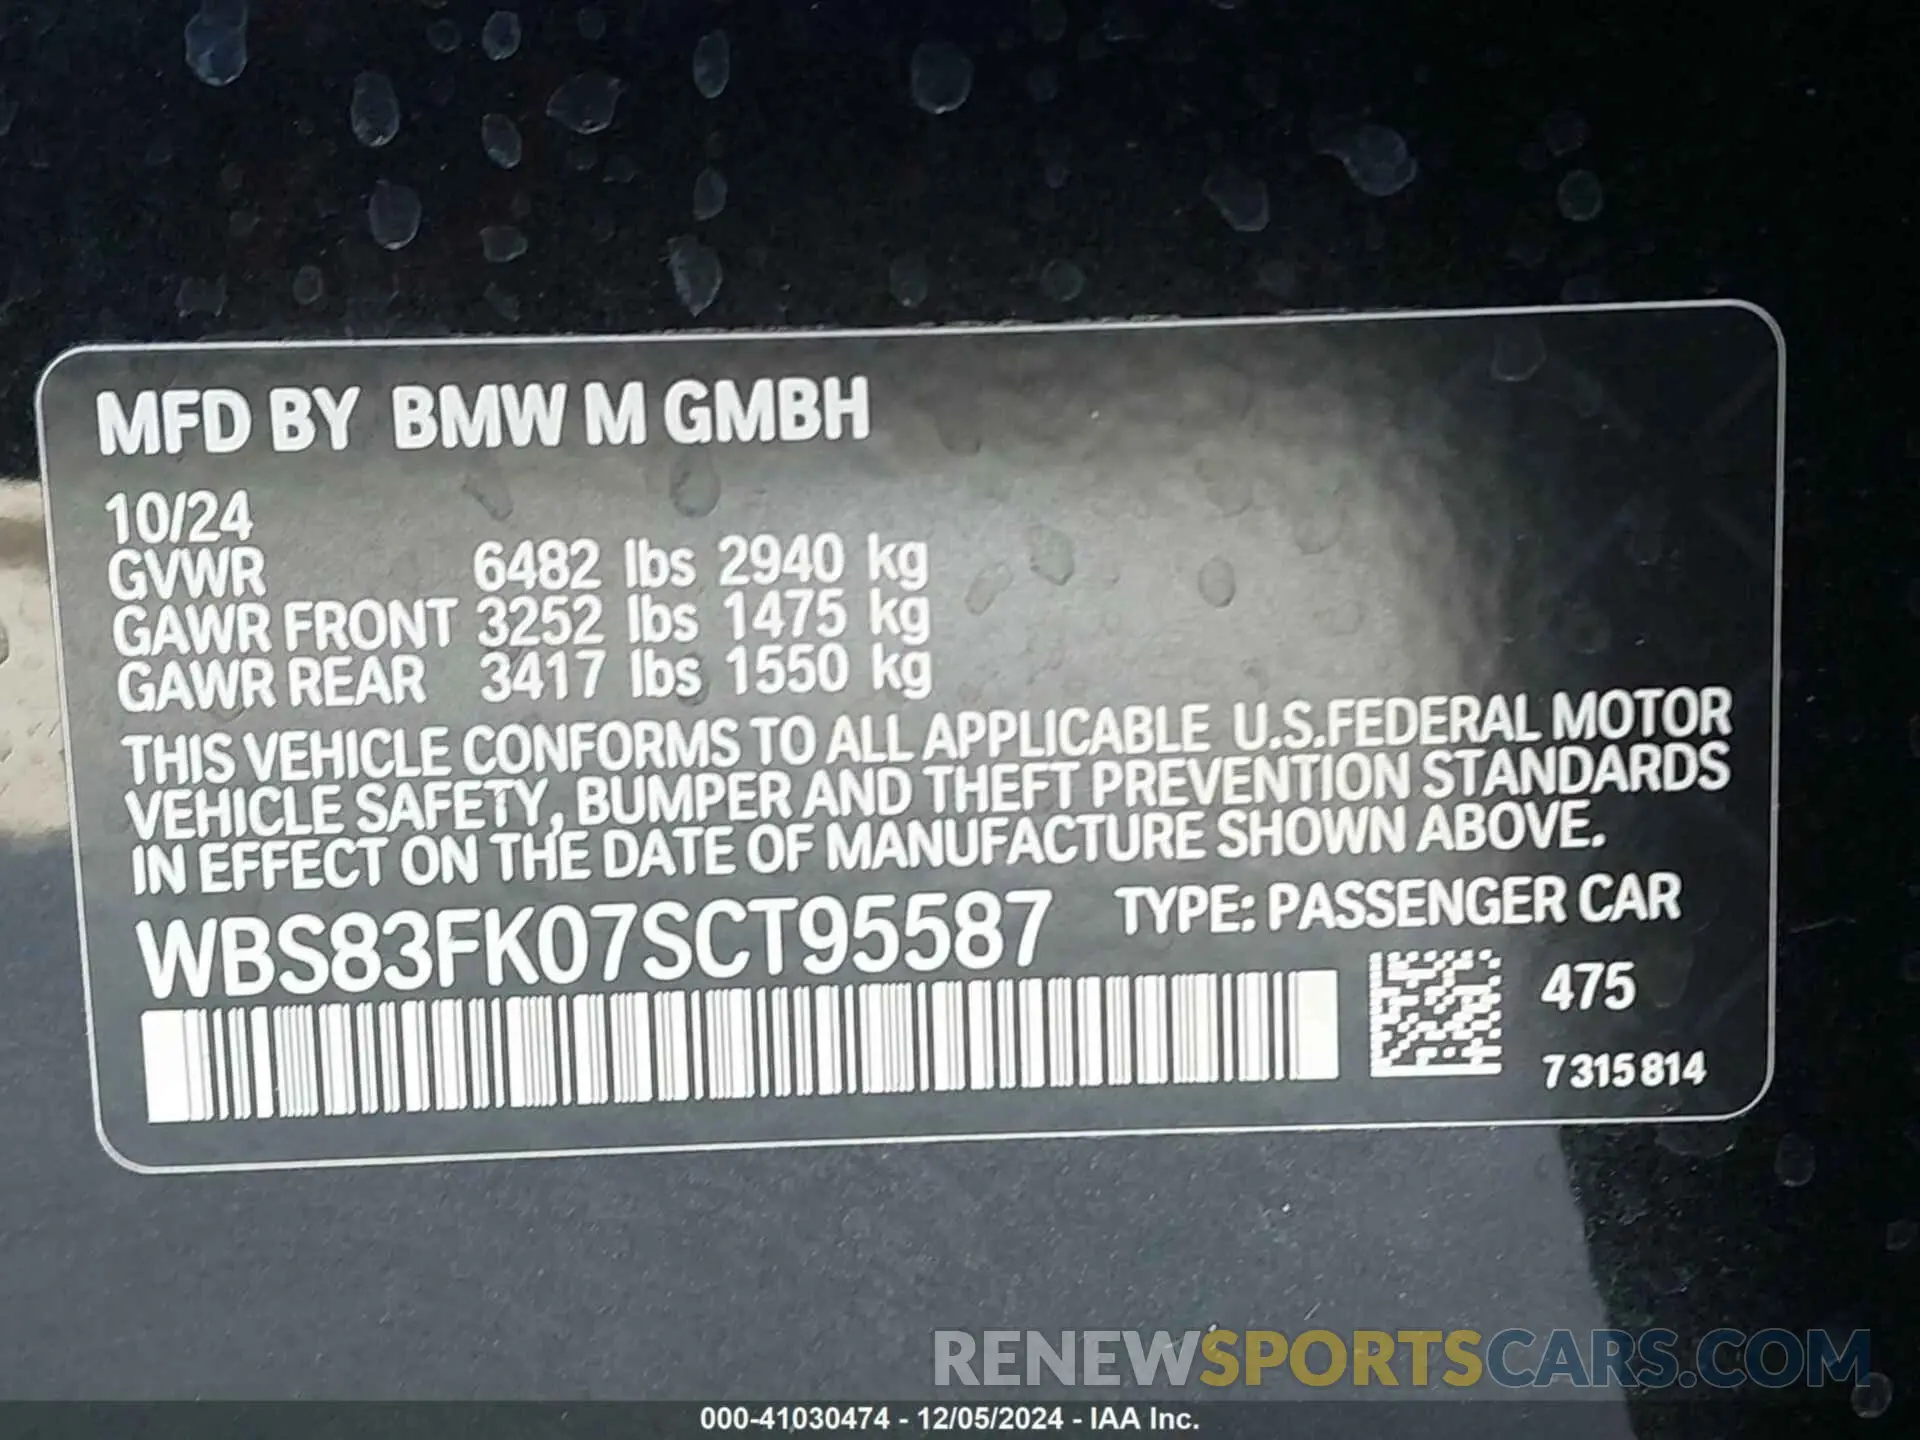 MFD BY BMW M GMBH
10/24
GVWR 6482 lbs 2940 kg
GAWR FRONT 3252 lbs 1475 kg
GAWR REAR 3417 lbs 1550 kg
THIS VEHICLE CONFORMS TO ALL APPLICABLE U.S.FEDERAL MOTOR
VEHICLE SAFETY, BUMPER AND THEFT PREVENTION STANDARDS
IN EFFECT ON THE DATE OF MANUFACTURE SHOWN ABOVE.
WBS83FK07SCT95587 TYPE: PASSENGER CAR
475
7315814
RENEWSPORTSCARS.COM
000-41030474 - 12/05/2024 - IAA Inc.